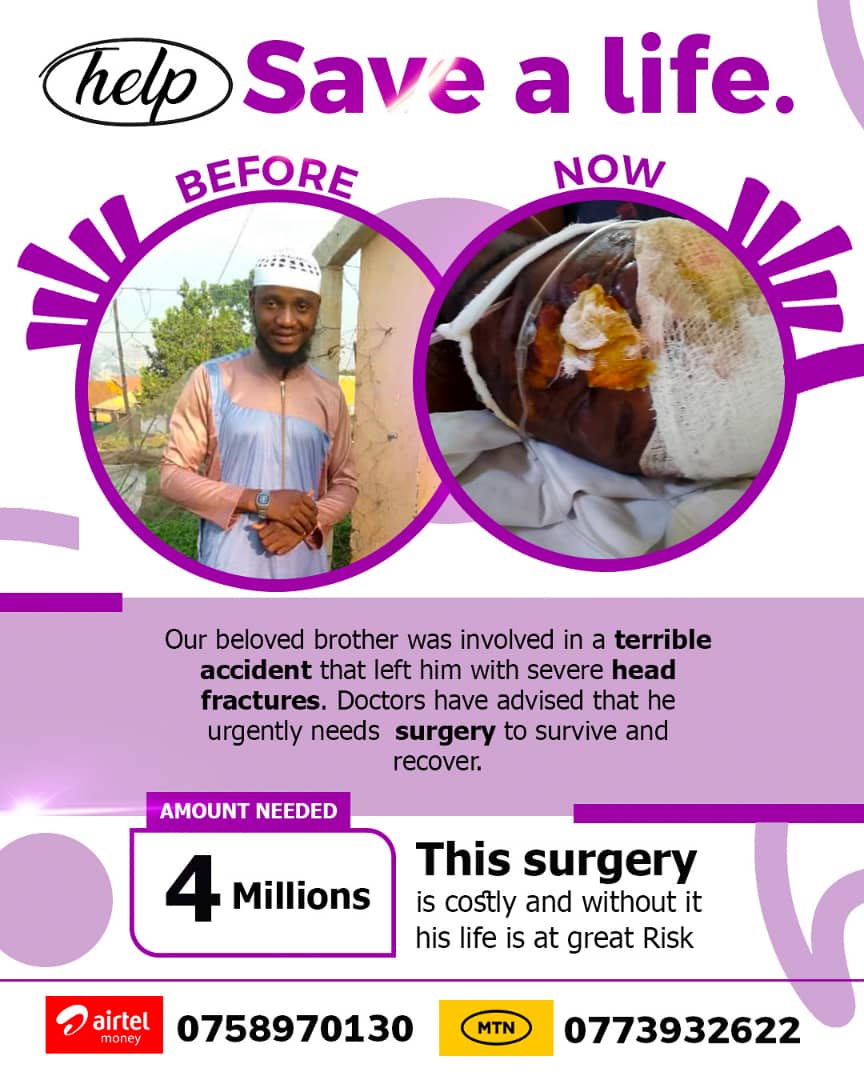 help Save a life.
BEFORE
NOW
Our beloved brother was involved in a terrible
accident that left him with severe head
fractures. Doctors have advised that he
urgently needs surgery to survive and
recover.
AMOUNT NEEDED
4 Millions
This surgery
is costly and without it
his life is at great Risk
airtel
money
0758970130
MTN
0773932622